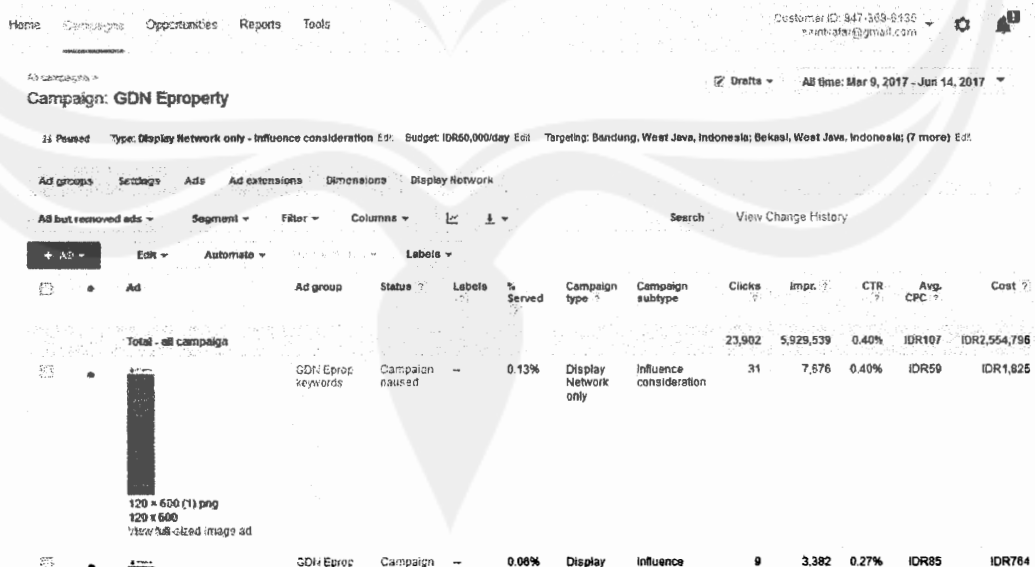 Home Campaigns Opportunities Reports Tools
Customer ID: 847-369-6135
@gmail.com
All campaigns >
Campaign: GDN Eproperty
Drafts All time: Mar 9, 2017 - Jun 14, 2017
Paused Type: Display Network only - Influence consideration Edit Budget: IDR60,000/day Edit Targeting: Bandung, West Java, Indonesia; Bekasi, West Java, Indonesia; (7 more) Edit
Ad groups Settings Ads Ad extensions Dimensions Display Network
All but removed ads Segment Filter Columns Search View Change History
+ AD Edit Automate Labels
Ad Ad group Status ? Labels ? % Served ? Campaign type ? Campaign subtype Clicks ? Impr. ? CTR ? Avg. CPC ? Cost ?
Total - all campaign 23,902 5,929,539 0.40% IDR107 IDR2,554,796
GDN Eprop keywords Campaign paused -- 0.13% Display Network only Influence consideration 31 7,676 0.40% IDR59 IDR1,825
120 x 600 (1) png
120 x 600
View full-sized image ad
GDN Eprop Campaign -- 0.06% Display Influence 9 3,382 0.27% IDR85 IDR764